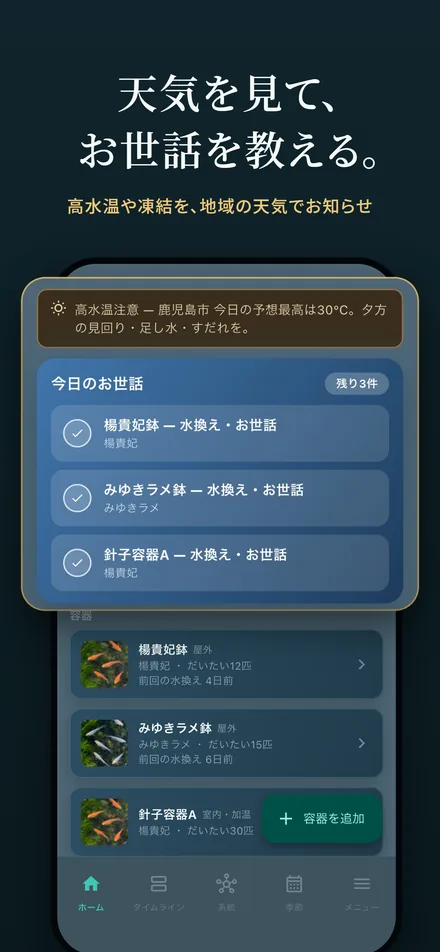 天気を見て、
お世話を教える。
高水温や凍結を、地域の天気でお知らせ
高水温注意 — 鹿児島市 今日の予想最高は30°C。夕方
の見回り・足し水・すだれを。
今日のお世話
残り3件
楊貴妃鉢 — 水換え・お世話
楊貴妃
みゆきラメ鉢 — 水換え・お世話
みゆきラメ
針子容器A — 水換え・お世話
楊貴妃
容器
楊貴妃鉢 屋外
楊貴妃 ・ だいたい12匹
前回の水換え 4日前
みゆきラメ鉢 屋外
みゆきラメ ・ だいたい15匹
前回の水換え 6日前
針子容器A 室内・加温
楊貴妃 ・ だいたい30匹
容器を追加
ホーム
タイムライン
系統
季節
メニュー